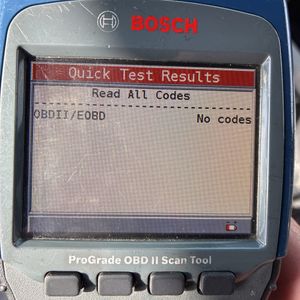 BOSCH
Quick Test Results
Read All Codes
OBDII/EOBD No codes
ProGrade OBD II Scan Tool